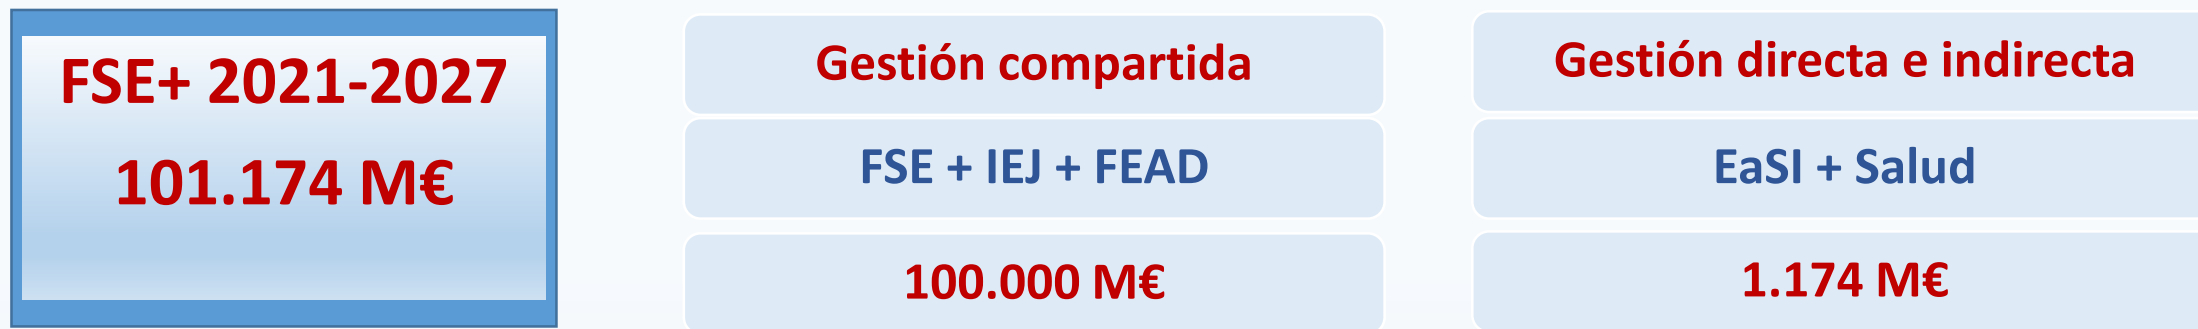 FSE+ 2021-2027
101.174 M€
Gestión compartida
FSE + IEJ + FEAD
100.000 M€
Gestión directa e indirecta
EaSI + Salud
1.174 M€